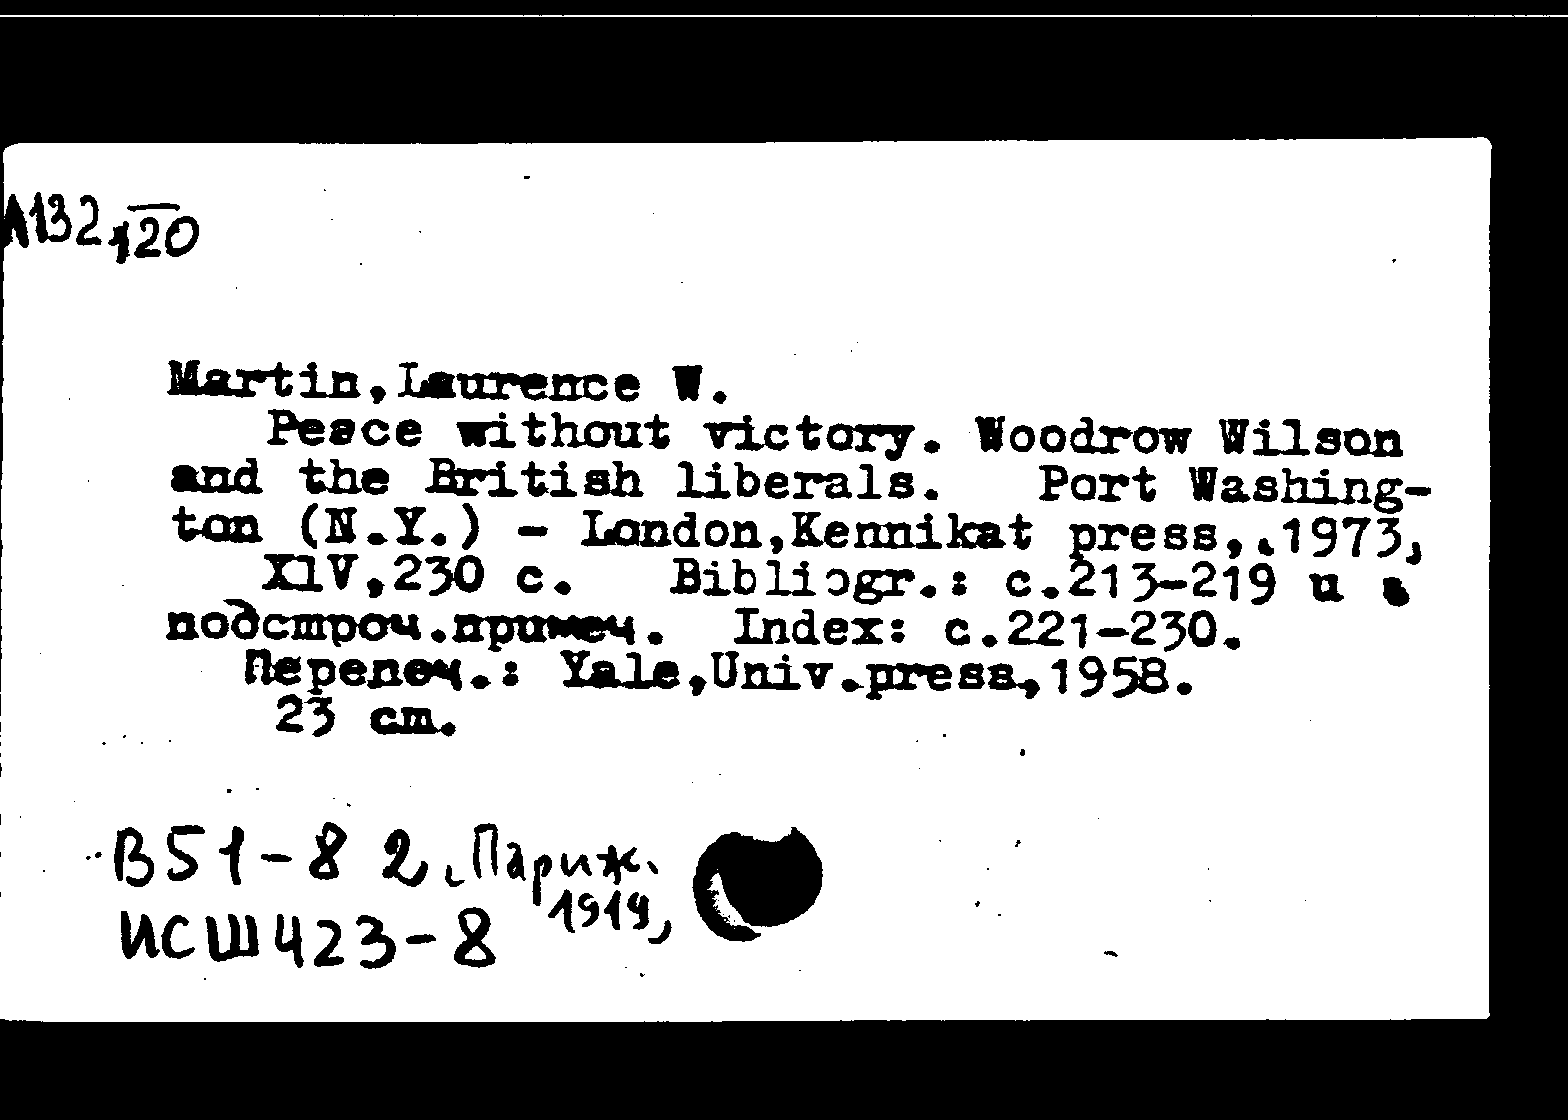 Л132/120
Martin, Laurence W.
Peace without victory. Woodrow Wilson
and the British liberals. Port Washing-
ton (N.Y.) - London, Kennikat press, 1973,
XIV, 230 c. Bibliogr.: c.213-219 и в
подстроч.примеч. Index: c.221-230.
Перепеч.: Yale, Univ.press, 1958.
23 cm.
В51-8 2, Париж.
1919,
ИСШ423-8